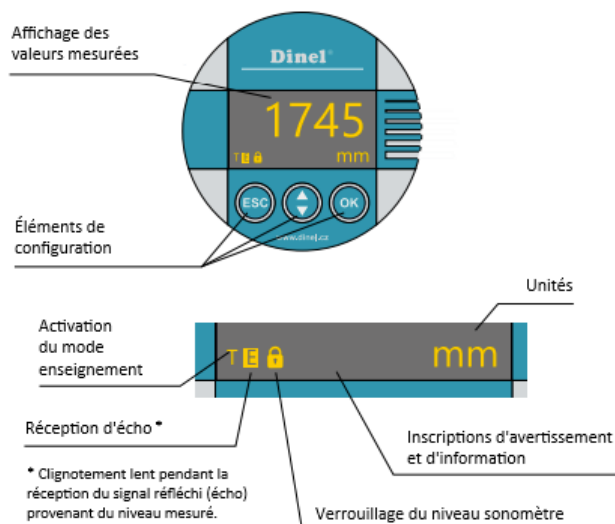 Affichage des
valeurs mesurées
Dinel®
1745
T E mm
ESC OK
www.dinel.cz
Éléments de
configuration
Unités
Activation
du mode
enseignement
T E mm
Réception d'écho *
Inscriptions d'avertissement
et d'information
* Clignotement lent pendant la
réception du signal réfléchi (écho)
provenant du niveau mesuré.
Verrouillage du niveau sonomètre